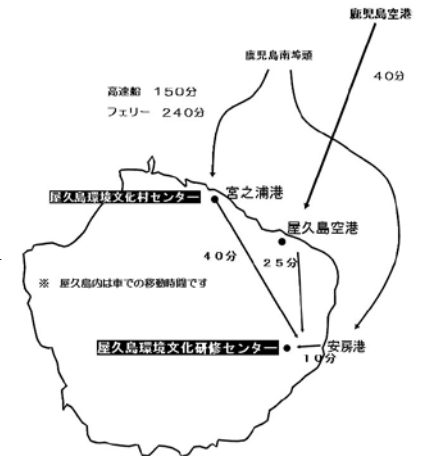 鹿児島空港
鹿児島南埠頭
40分
高速船 150分
フェリー 240分
屋久島環境文化村センター
宮之浦港
屋久島空港
40分
25分
※ 屋久島内は車での移動時間です
屋久島環境文化研修センター
安房港
10分